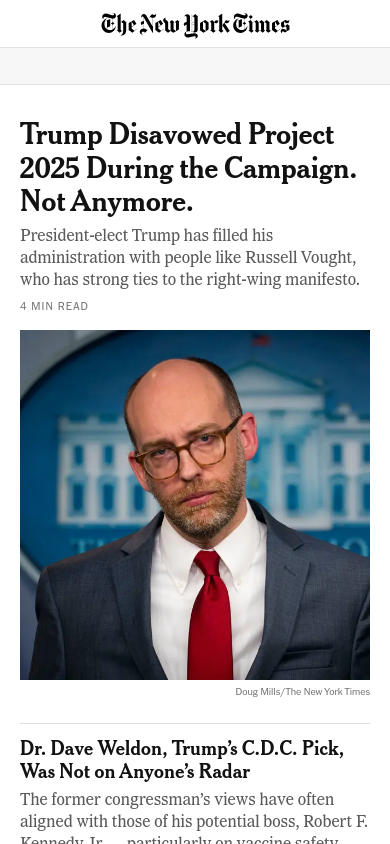 The New York Times
Trump Disavowed Project
2025 During the Campaign.
Not Anymore.
President-elect Trump has filled his
administration with people like Russell Vought,
who has strong ties to the right-wing manifesto.
4 MIN READ
Doug Mills/The New York Times
Dr. Dave Weldon, Trump’s C.D.C. Pick,
Was Not on Anyone’s Radar
The former congressman’s views have often
aligned with those of his potential boss, Robert F.
Kennedy Jr. — particularly on vaccine safety.